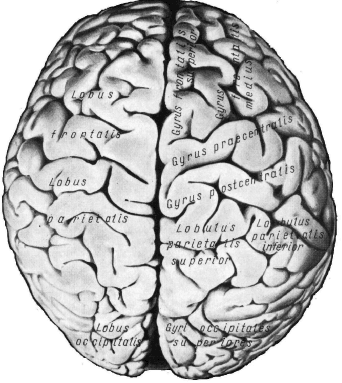 Lobus
frontalis
Lobus
parietalis
Lobus
occipitalis
Gyrus frontalis
superior
Gyrus frontalis
medius
Gyrus praecentralis
Gyrus postcentralis
Lobulus
parietalis
superior
Lobulus
parietalis
inferior
Gyri occipitales
superiores